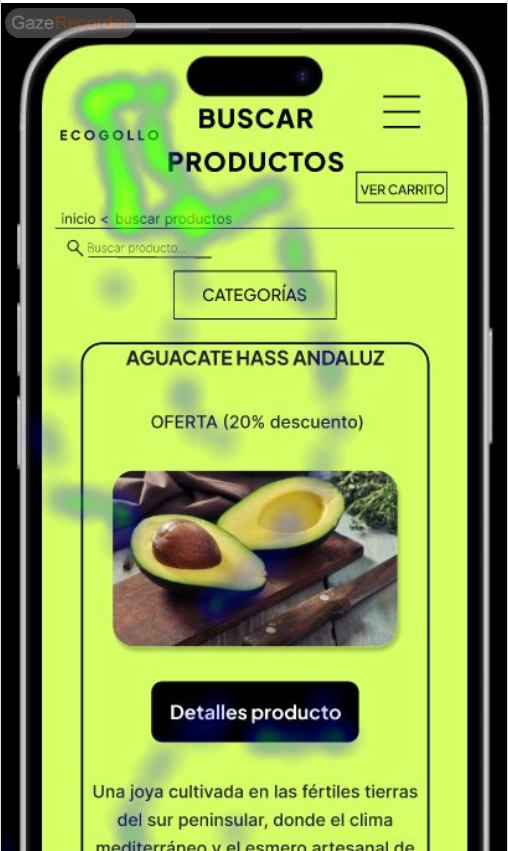 GazeRecorder
BUSCAR
ECOGOLLO
PRODUCTOS
VER CARRITO
inicio < buscar productos
Buscar producto...
CATEGORÍAS
AGUACATE HASS ANDALUZ
OFERTA (20% descuento)
Detalles producto
Una joya cultivada en las fértiles tierras
del sur peninsular, donde el clima
mediterráneo y el esmero artesanal de